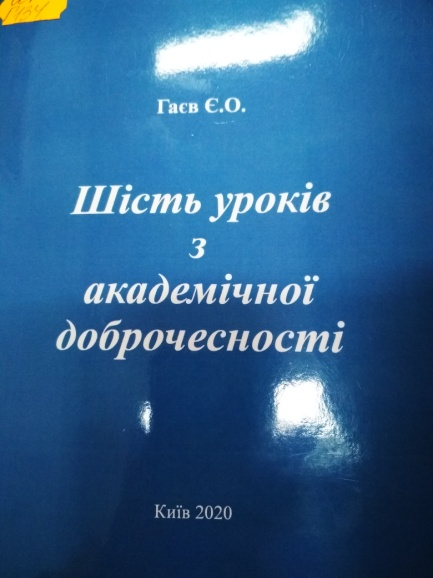 Гаєв Є.О.
Шість уроків
з
академічної
доброчесності
Київ 2020